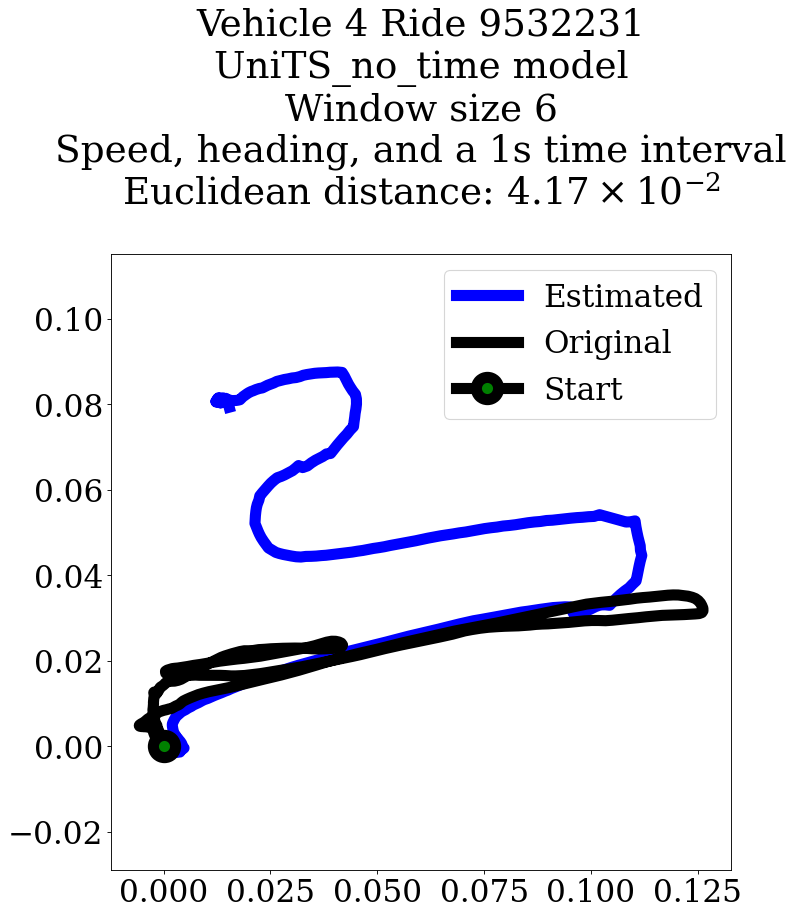 Vehicle 4 Ride 9532231
UniTS_no_time model
Window size 6
Speed, heading, and a 1s time interval
Euclidean distance: 4.17 × 10⁻²
Estimated
Original
Start
0.10
0.08
0.06
0.04
0.02
0.00
−0.02
0.000 0.025 0.050 0.075 0.100 0.125